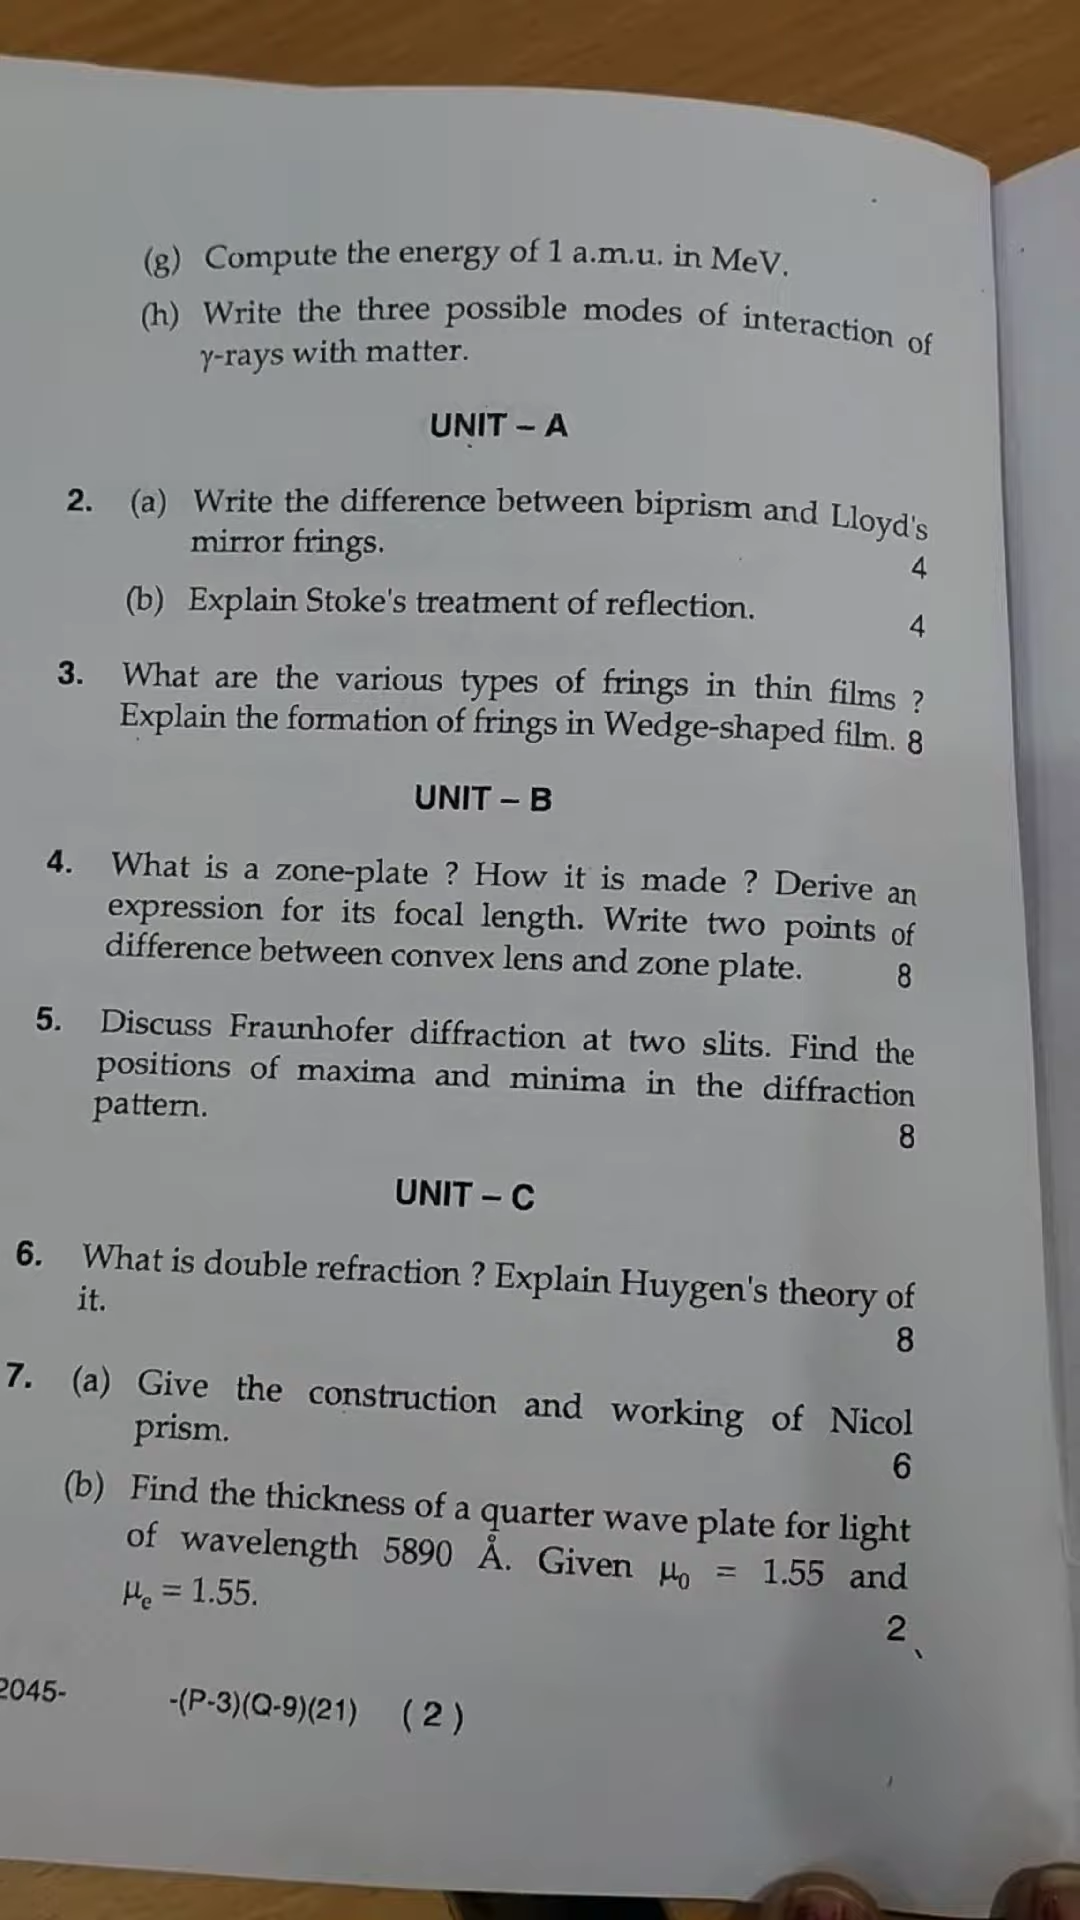 (g) Compute the energy of 1 a.m.u. in MeV.
(h) Write the three possible modes of interaction of
γ-rays with matter.
UNIT – A
2. (a) Write the difference between biprism and Lloyd's
mirror frings. 4
(b) Explain Stoke's treatment of reflection. 4
3. What are the various types of frings in thin films ?
Explain the formation of frings in Wedge-shaped film. 8
UNIT – B
4. What is a zone-plate ? How it is made ? Derive an
expression for its focal length. Write two points of
difference between convex lens and zone plate. 8
5. Discuss Fraunhofer diffraction at two slits. Find the
positions of maxima and minima in the diffraction
pattern. 8
UNIT – C
6. What is double refraction ? Explain Huygen's theory of
it. 8
7. (a) Give the construction and working of Nicol
prism. 6
(b) Find the thickness of a quarter wave plate for light
of wavelength 5890 Å. Given μ₀ = 1.55 and
μₑ = 1.55. 2
2045- -(P-3)(Q-9)(21) ( 2 )